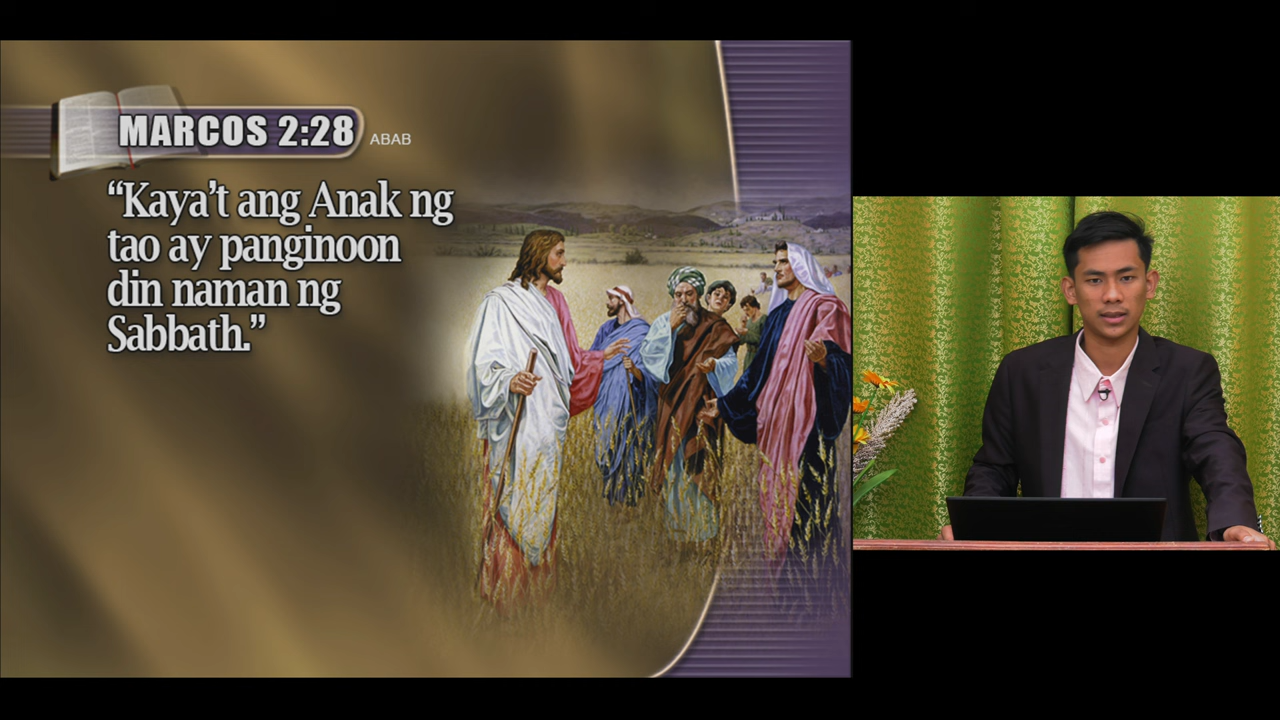 MARCOS 2:28 ABAB
“Kaya’t ang Anak ng
tao ay panginoon
din naman ng
Sabbath.”